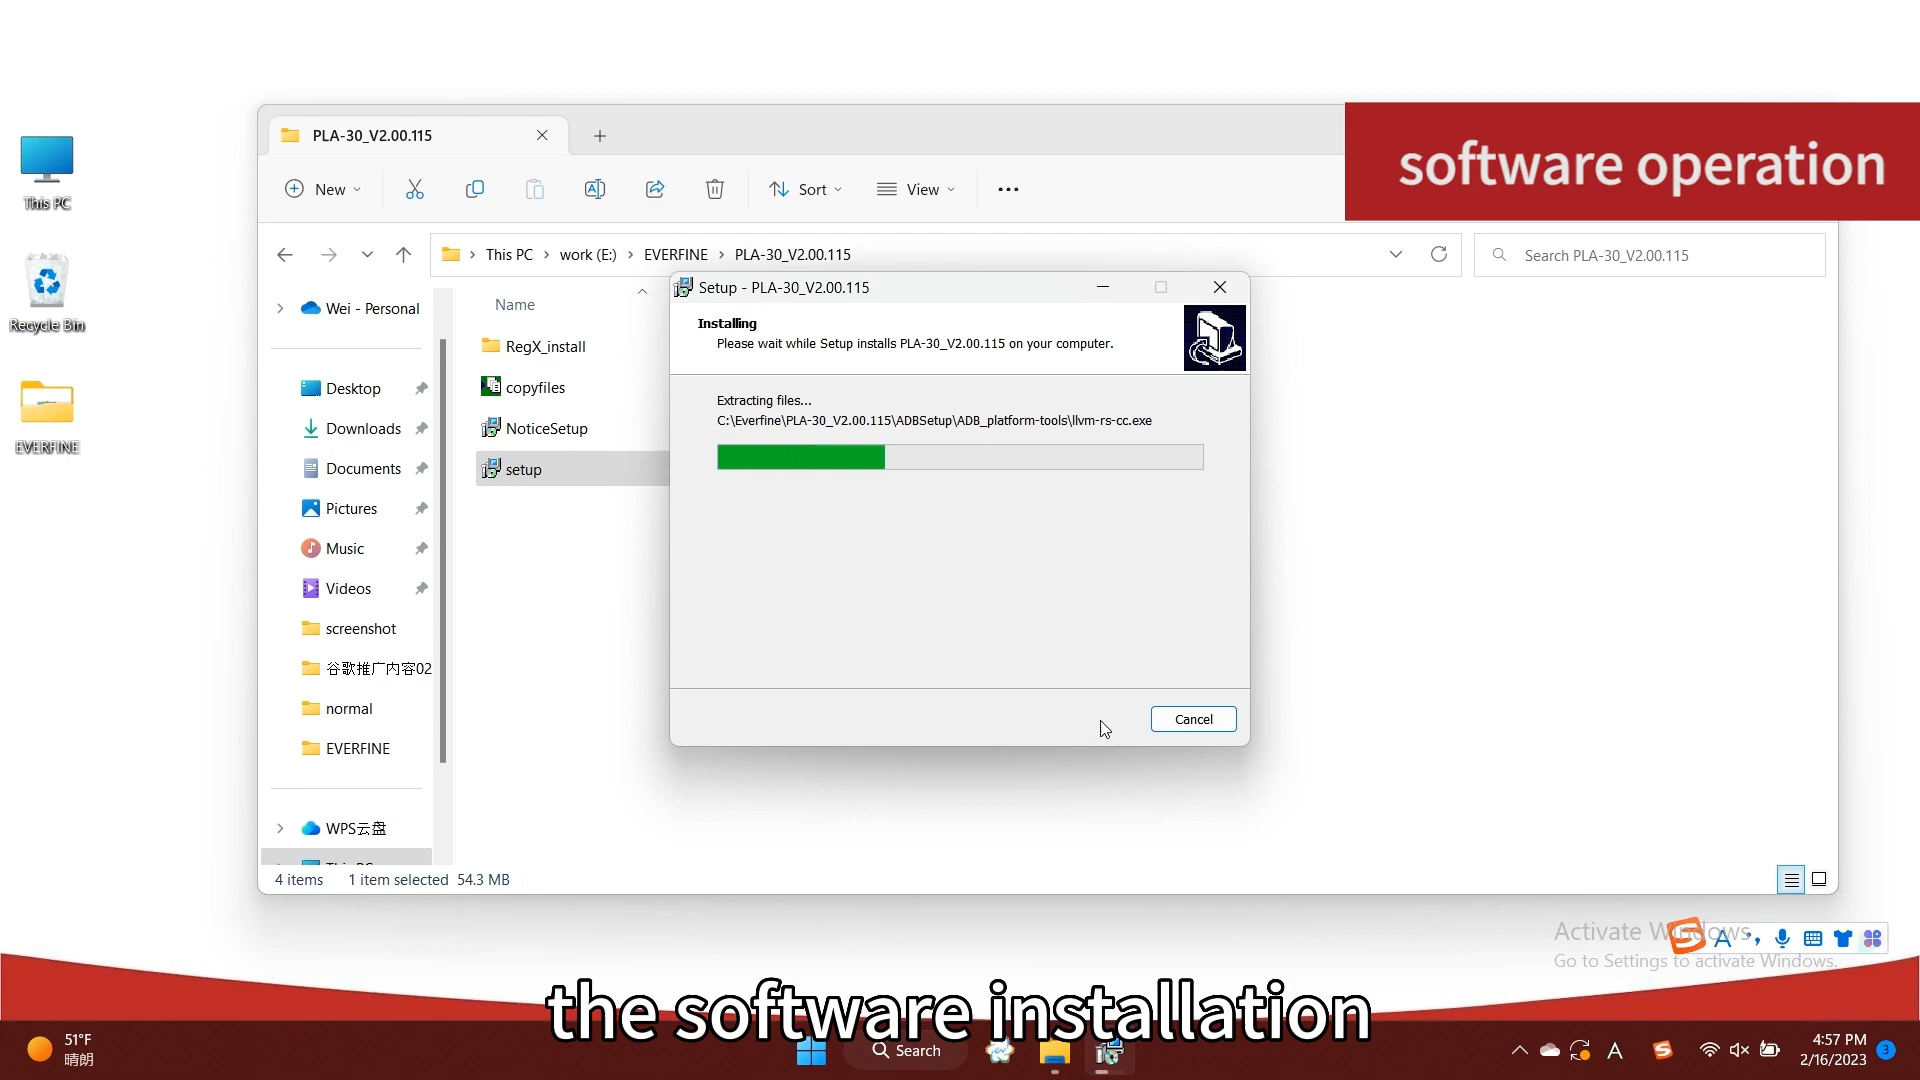 software operation
PLA-30_V2.00.115
New
Sort
View
This PC
work (E:)
EVERFINE
PLA-30_V2.00.115
Search PLA-30_V2.00.115
This PC
Recycle Bin
EVERFINE
Wei - Personal
Desktop
Downloads
Documents
Pictures
Music
Videos
screenshot
谷歌推广内容02
normal
EVERFINE
WPS云盘
This PC
Name
RegX_install
copyfiles
NoticeSetup
setup
Setup - PLA-30_V2.00.115
Installing
Please wait while Setup installs PLA-30_V2.00.115 on your computer.
Extracting files...
C:\Everfine\PLA-30_V2.00.115\ADBSetup\ADB_platform-tools\llvm-rs-cc.exe
Cancel
4 items 1 item selected 54.3 MB
Activate Windows
Go to Settings to activate Windows.
the software installation
51°F
晴朗
Search
4:57 PM
2/16/2023
3